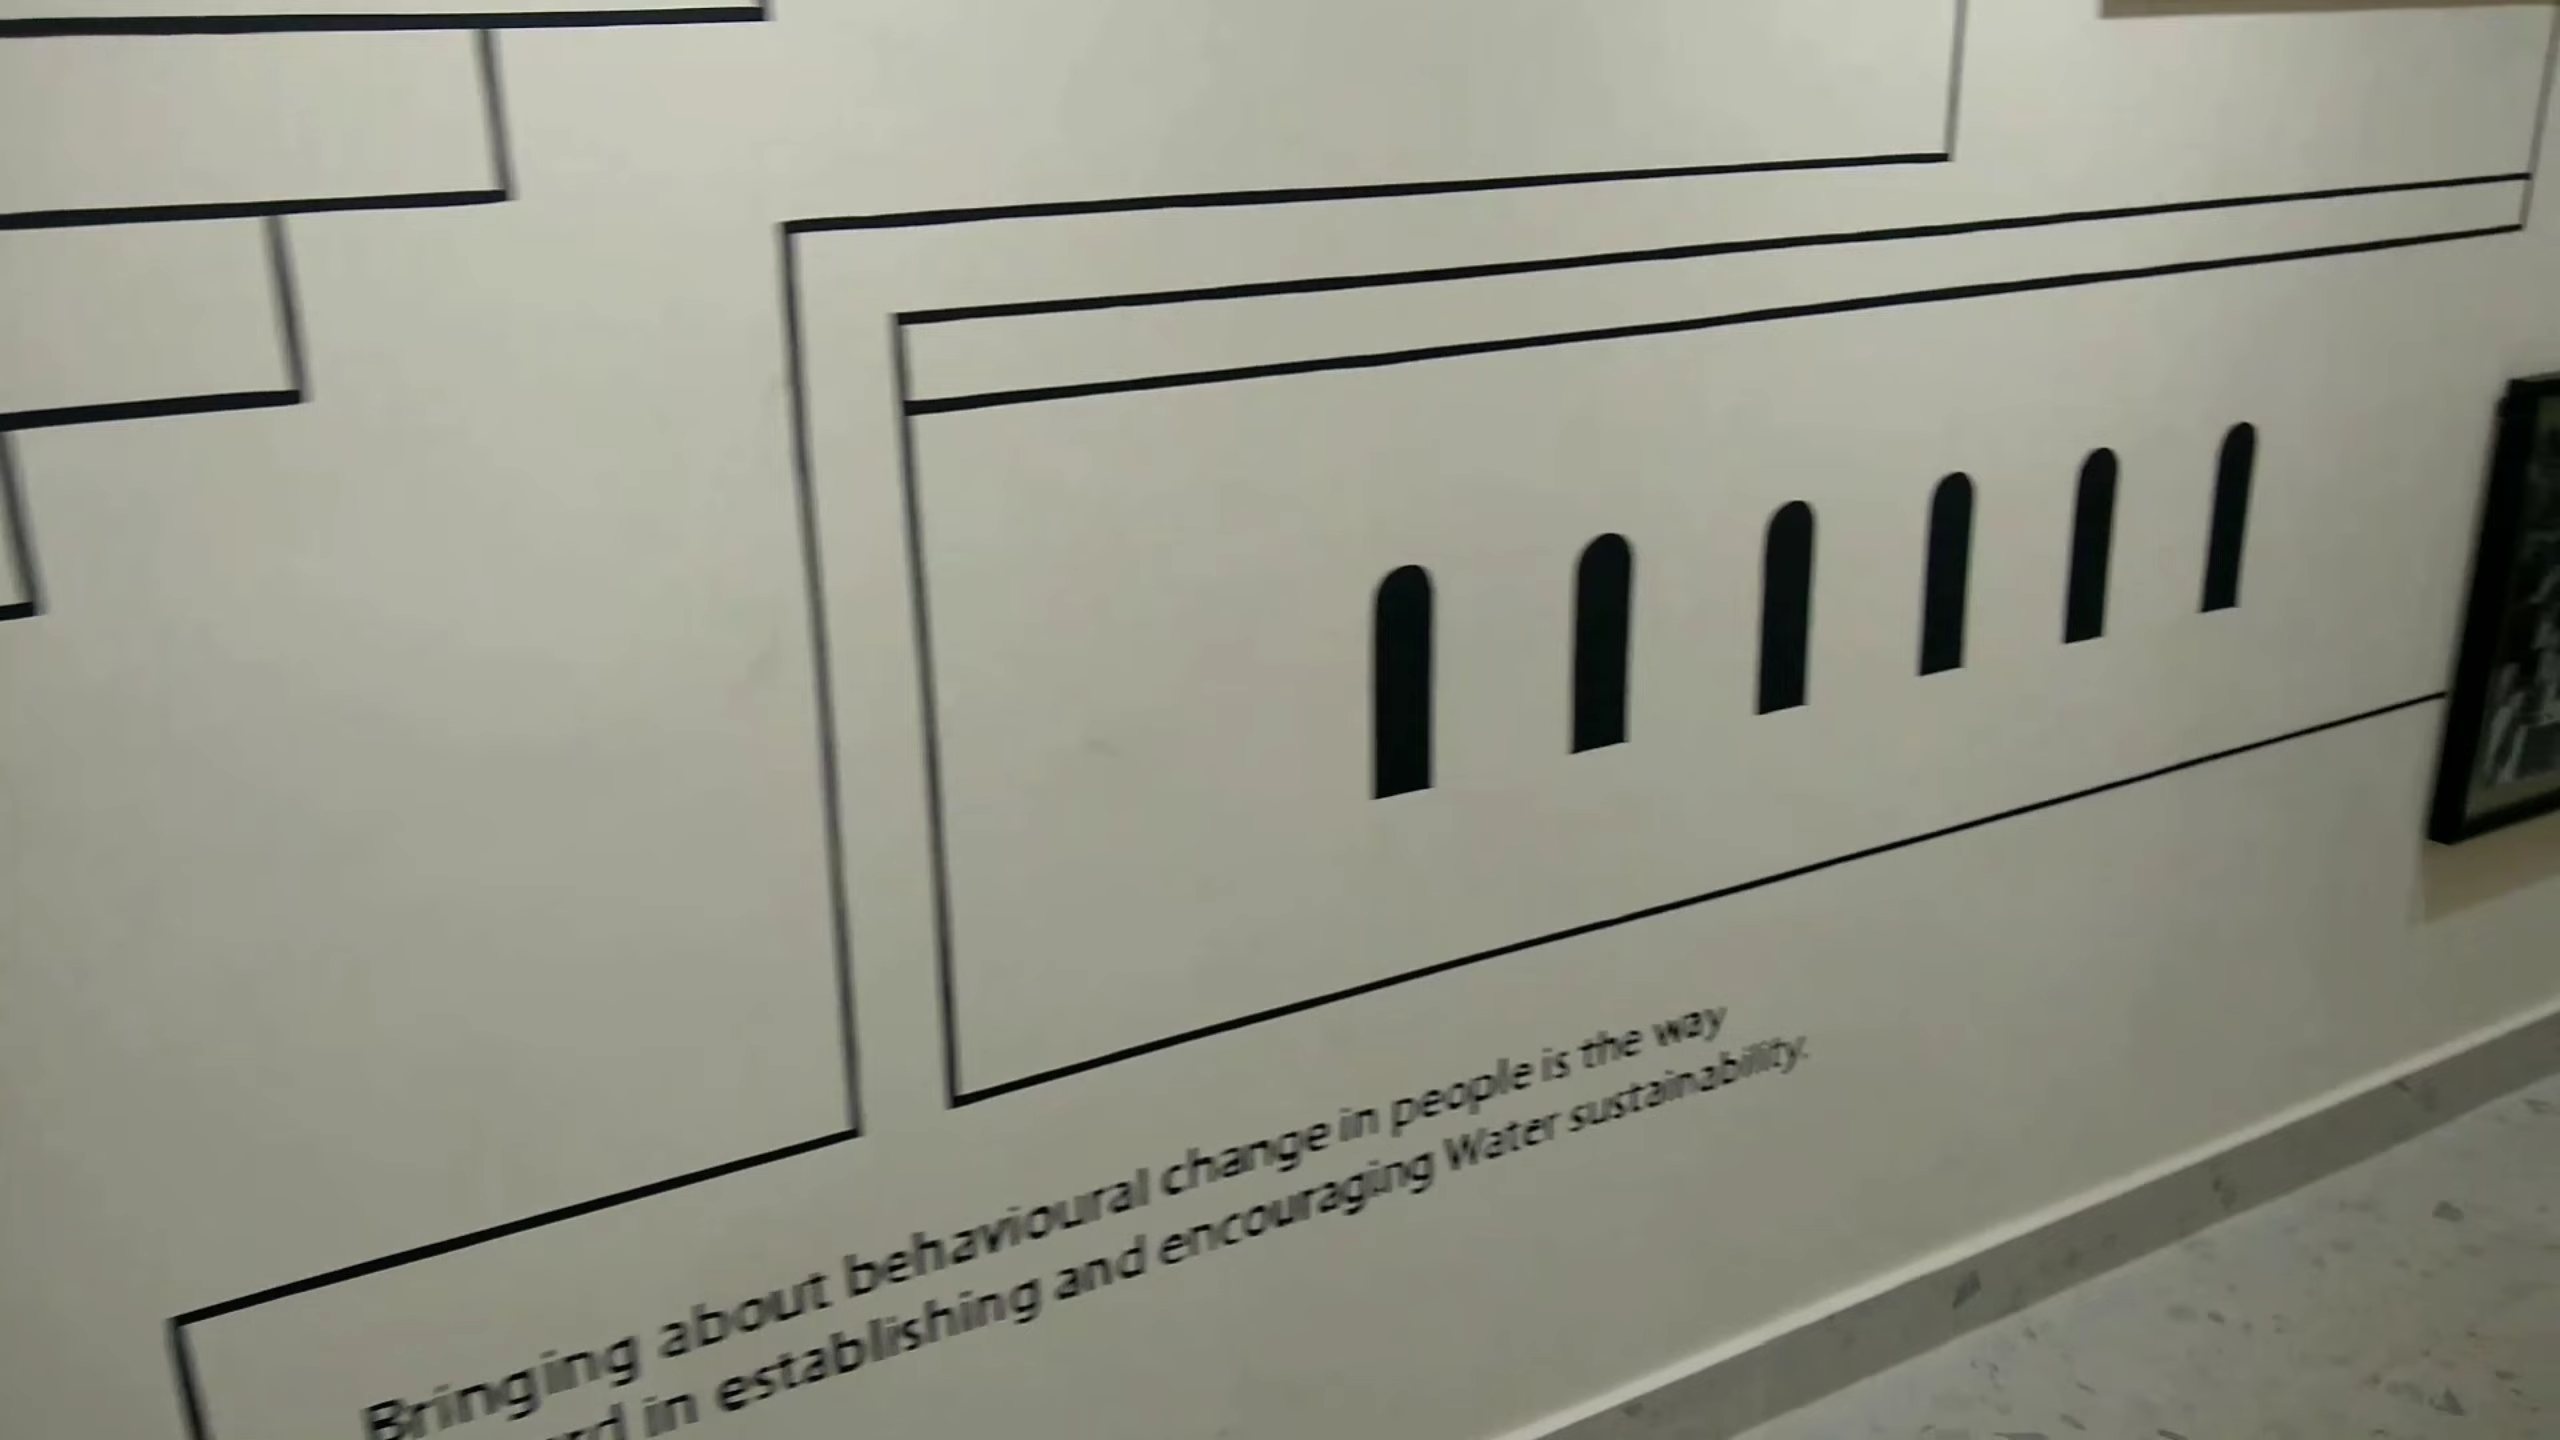 Bringing about behavioural change in people is the way
in establishing and encouraging Water sustainability.